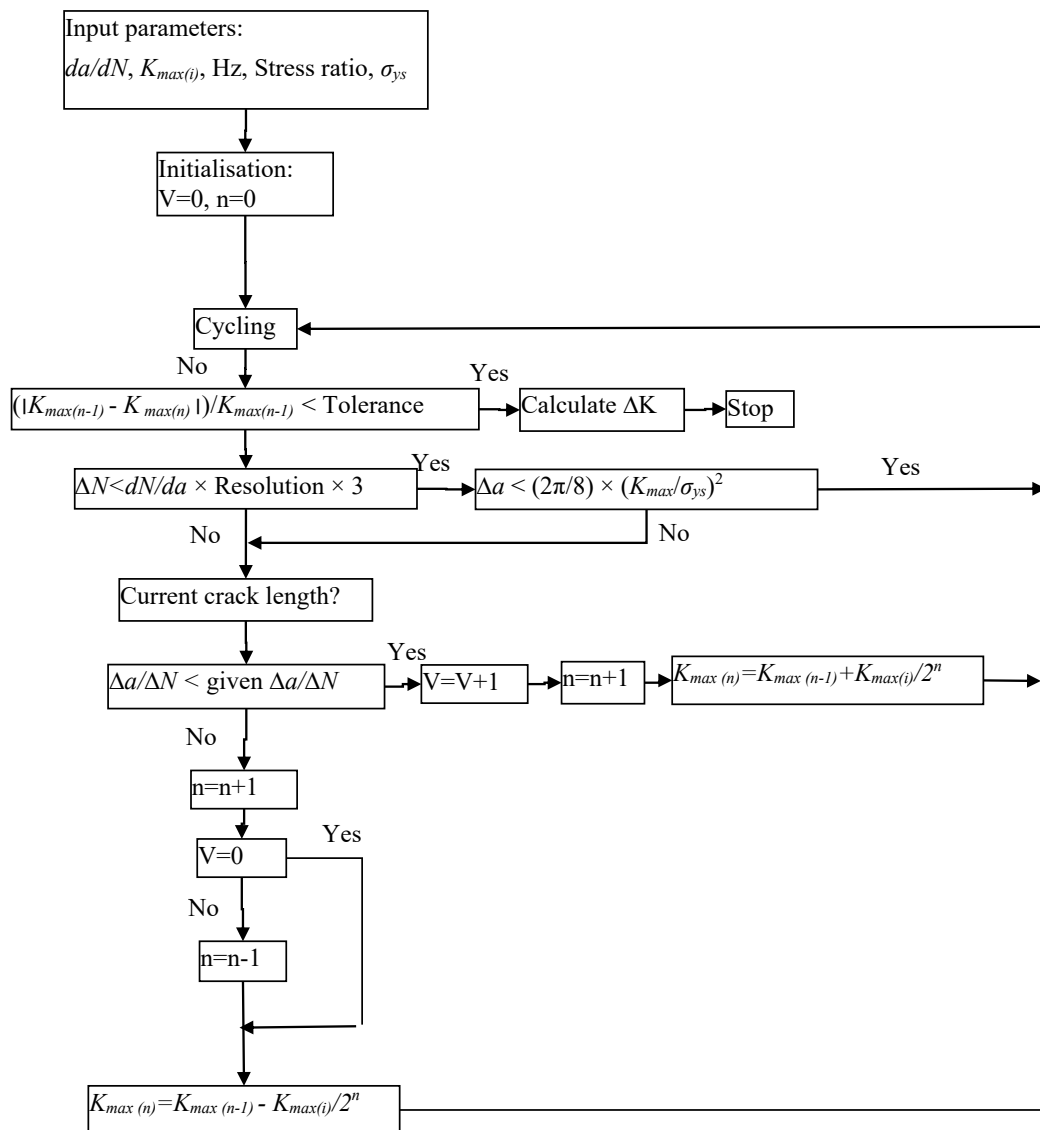 Input parameters:
da/dN, Kmax(i), Hz, Stress ratio, σys
Initialisation:
V=0, n=0
Cycling
No
Yes
(|Kmax(n-1) - K max(n) |)/Kmax(n-1) < Tolerance
Calculate ΔK
Stop
Yes
Yes
ΔN<dN/da × Resolution × 3
Δa < (2π/8) × (Kmax/σys)²
No
No
Current crack length?
Yes
Δa/ΔN < given Δa/ΔN
V=V+1
n=n+1
Kmax (n)=Kmax (n-1)+Kmax(i)/2ⁿ
No
n=n+1
Yes
V=0
No
n=n-1
Kmax (n)=Kmax (n-1) - Kmax(i)/2ⁿ